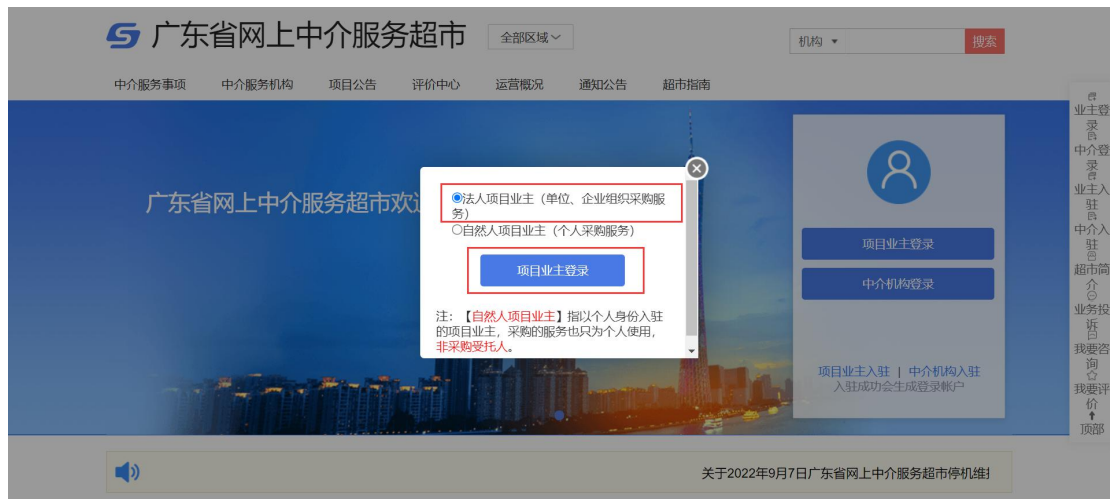 广东省网上中介服务超市
全部区域
机构
搜索
中介服务事项 中介服务机构 项目公告 评价中心 运营概况 通知公告 超市指南
广东省网上中介服务超市欢
法人项目业主（单位、企业组织采购服
务）
自然人项目业主（个人采购服务）
项目业主登录
注：【自然人项目业主】指以个人身份入驻
的项目业主，采购的服务也只为个人使用，
非采购受托人。
项目业主登录
中介机构登录
项目业主入驻 | 中介机构入驻
入驻成功会生成登录帐户
业主登
录
中介登
录
业主入
驻
中介入
驻
超市简
介
业务投
诉
我要咨
询
我要评
价
顶部
关于2022年9月7日广东省网上中介服务超市停机维